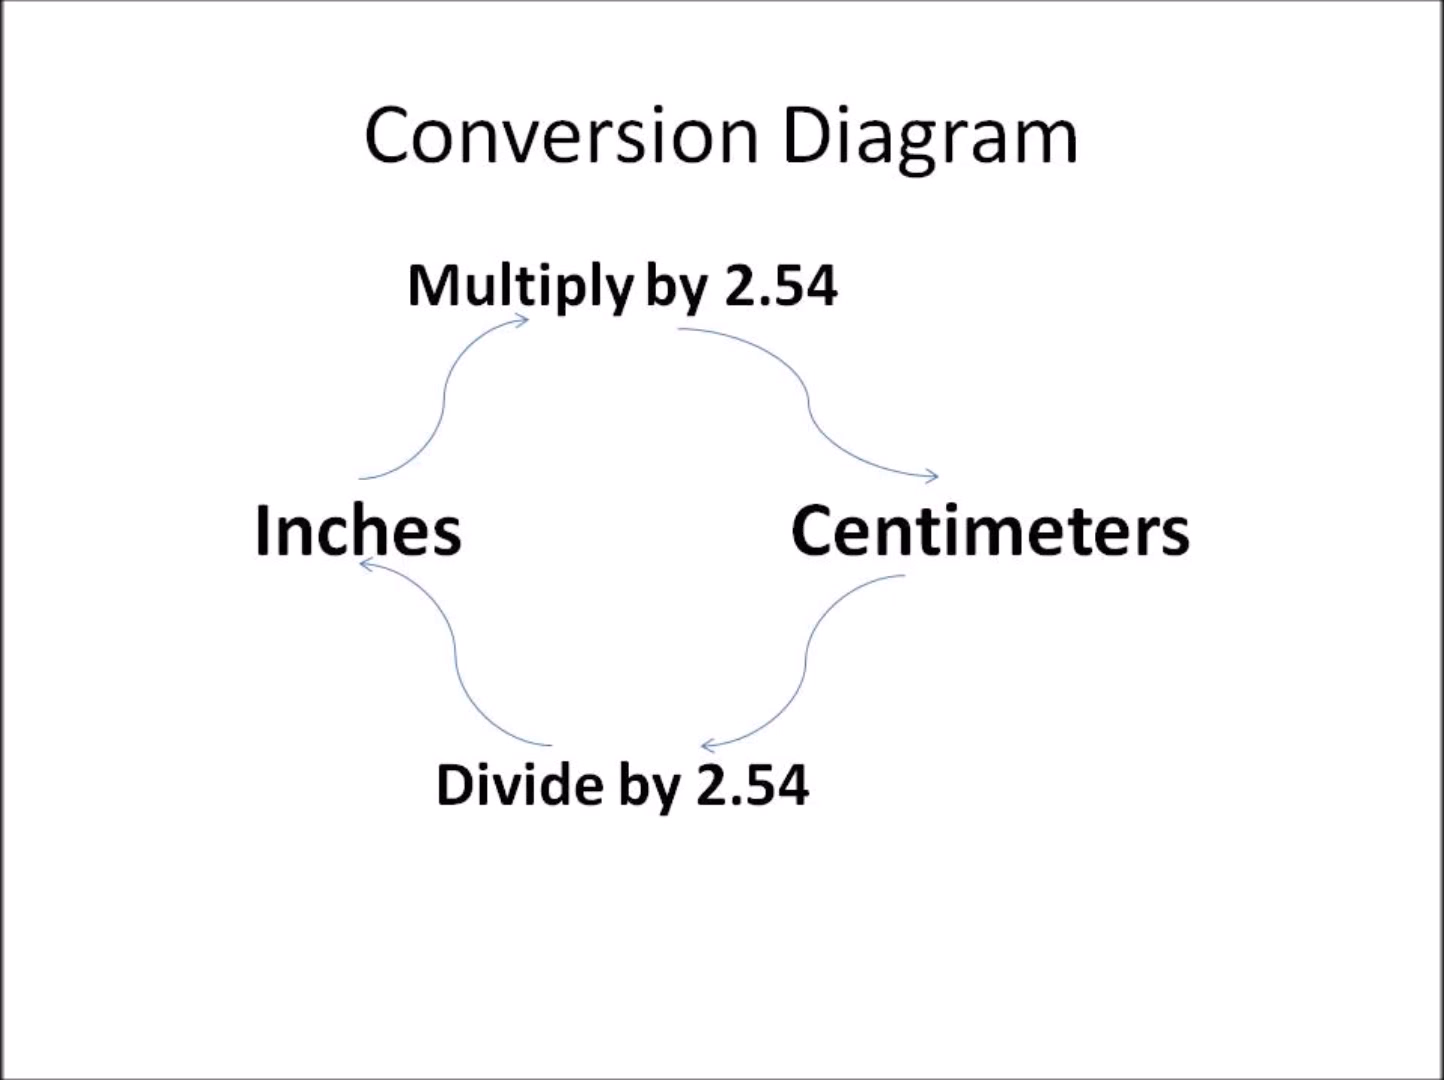 Conversion Diagram
Multiply by 2.54
Inches
Centimeters
Divide by 2.54